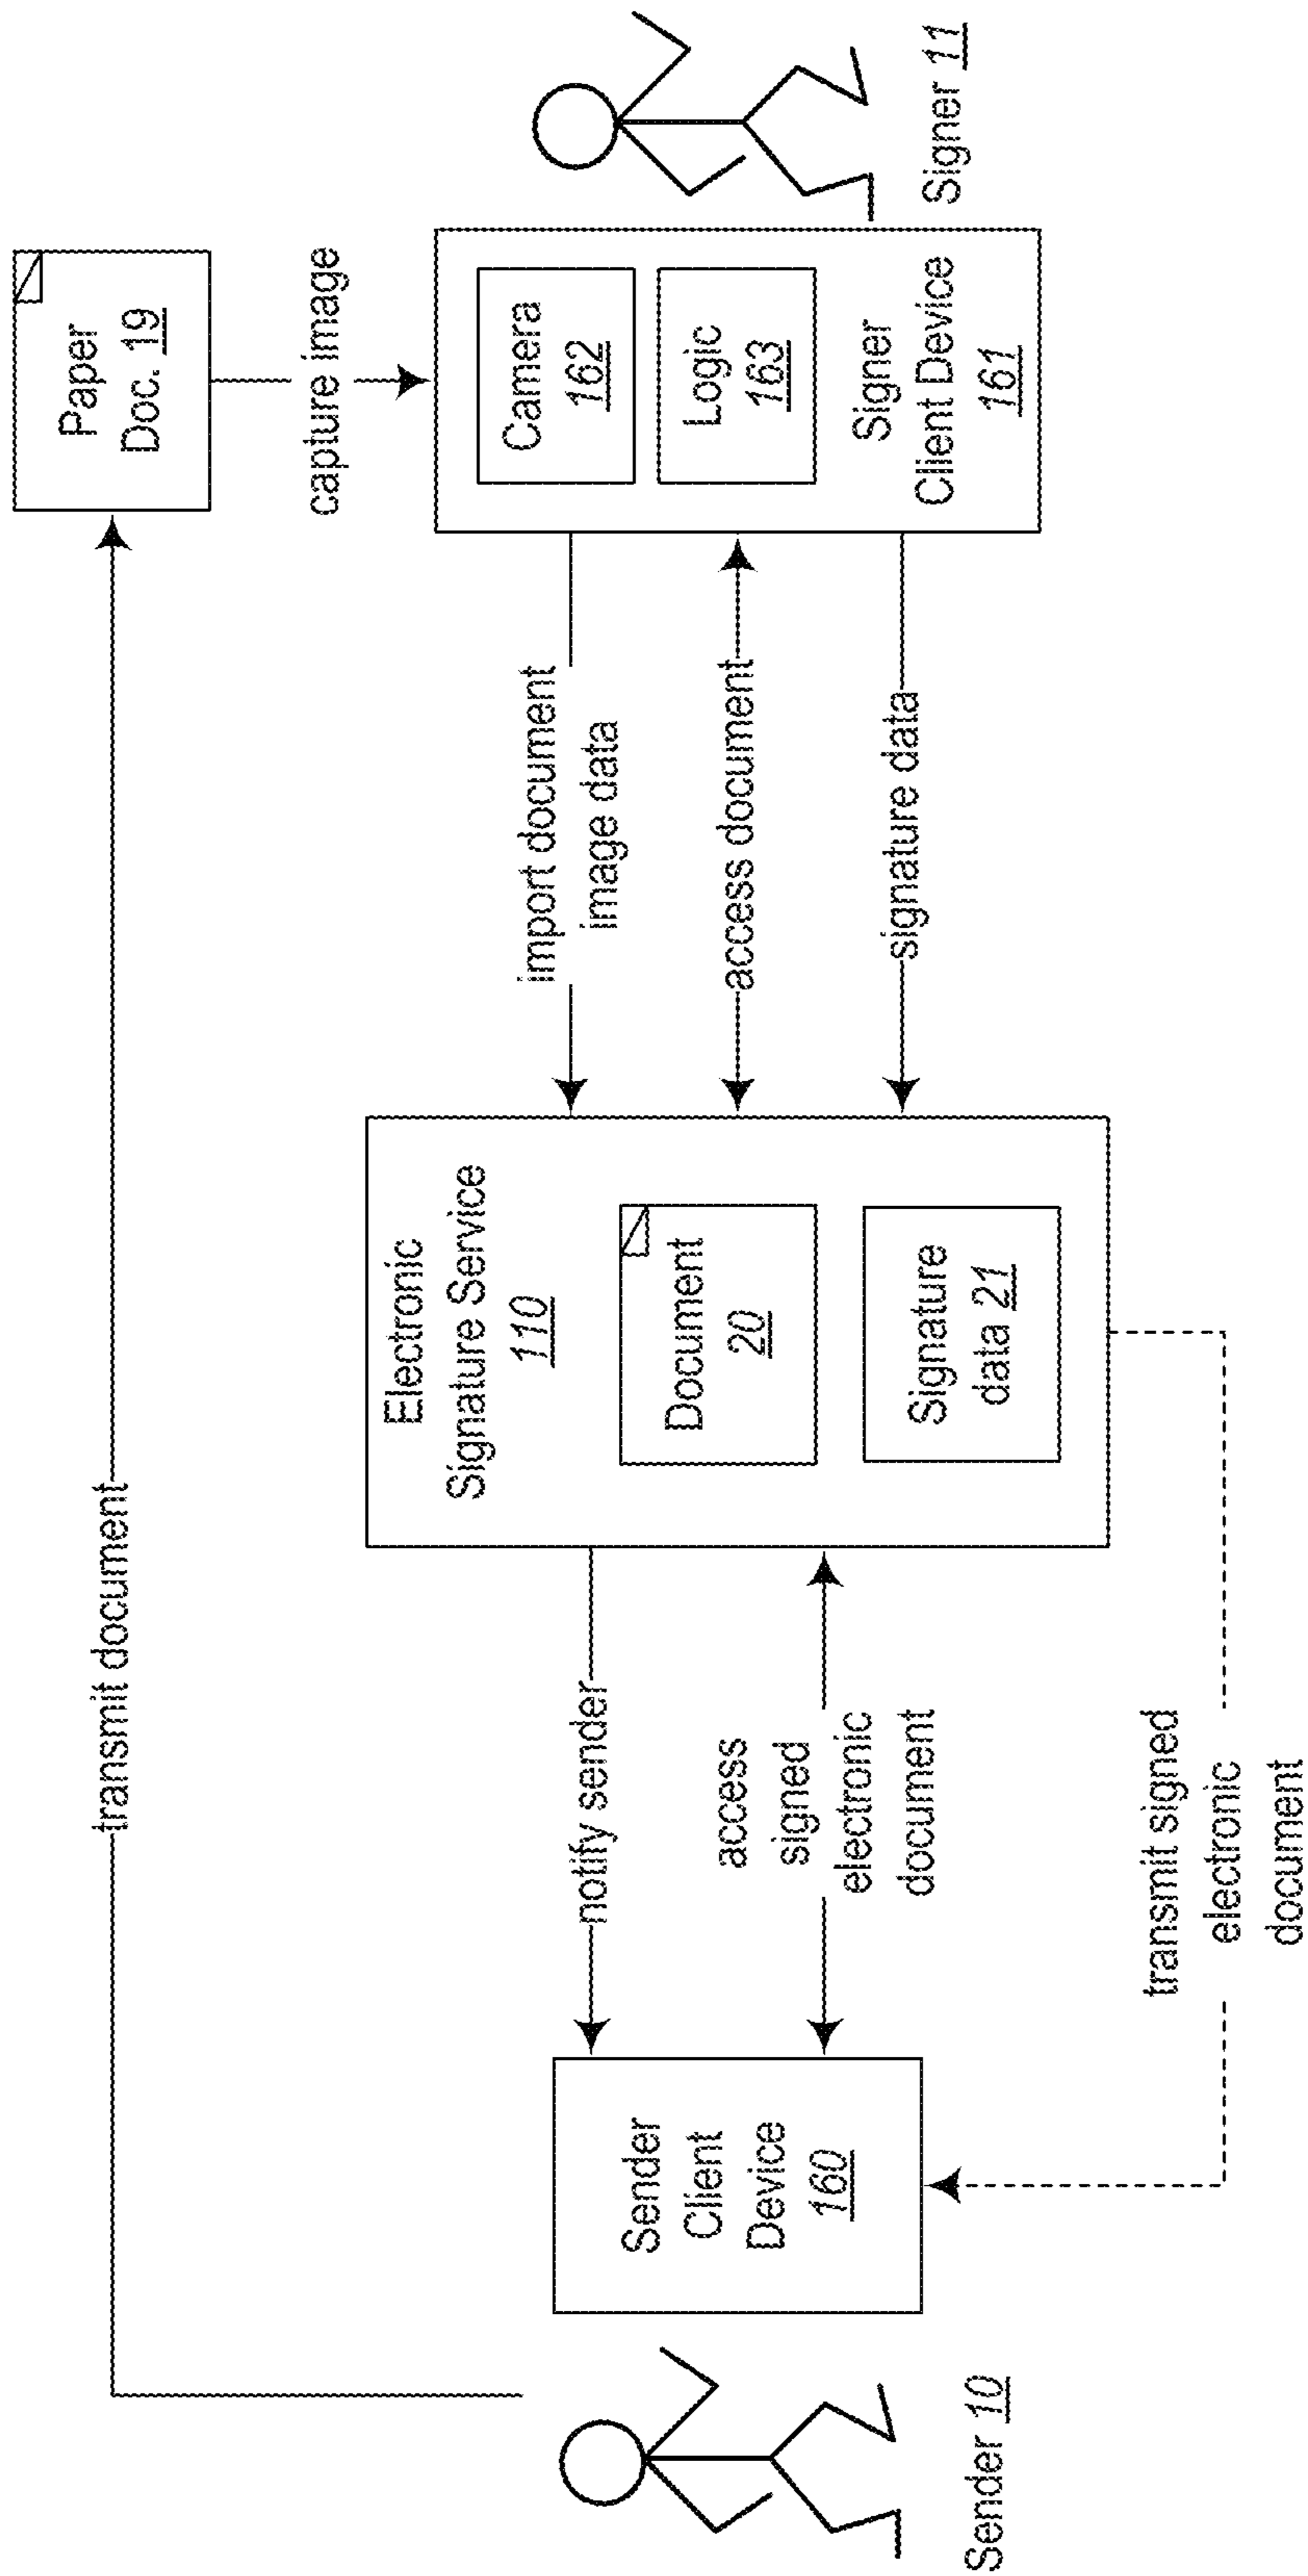 transmit document
Paper
Doc. 19
capture image
Sender 10
Sender
Client
Device
160
notify sender
access
signed
electronic
document
transmit signed
electronic
document
Electronic
Signature Service
110
Document
20
Signature
data 21
import document
image data
access document
signature data
Camera
162
Logic
163
Signer
Client Device
161
Signer 11